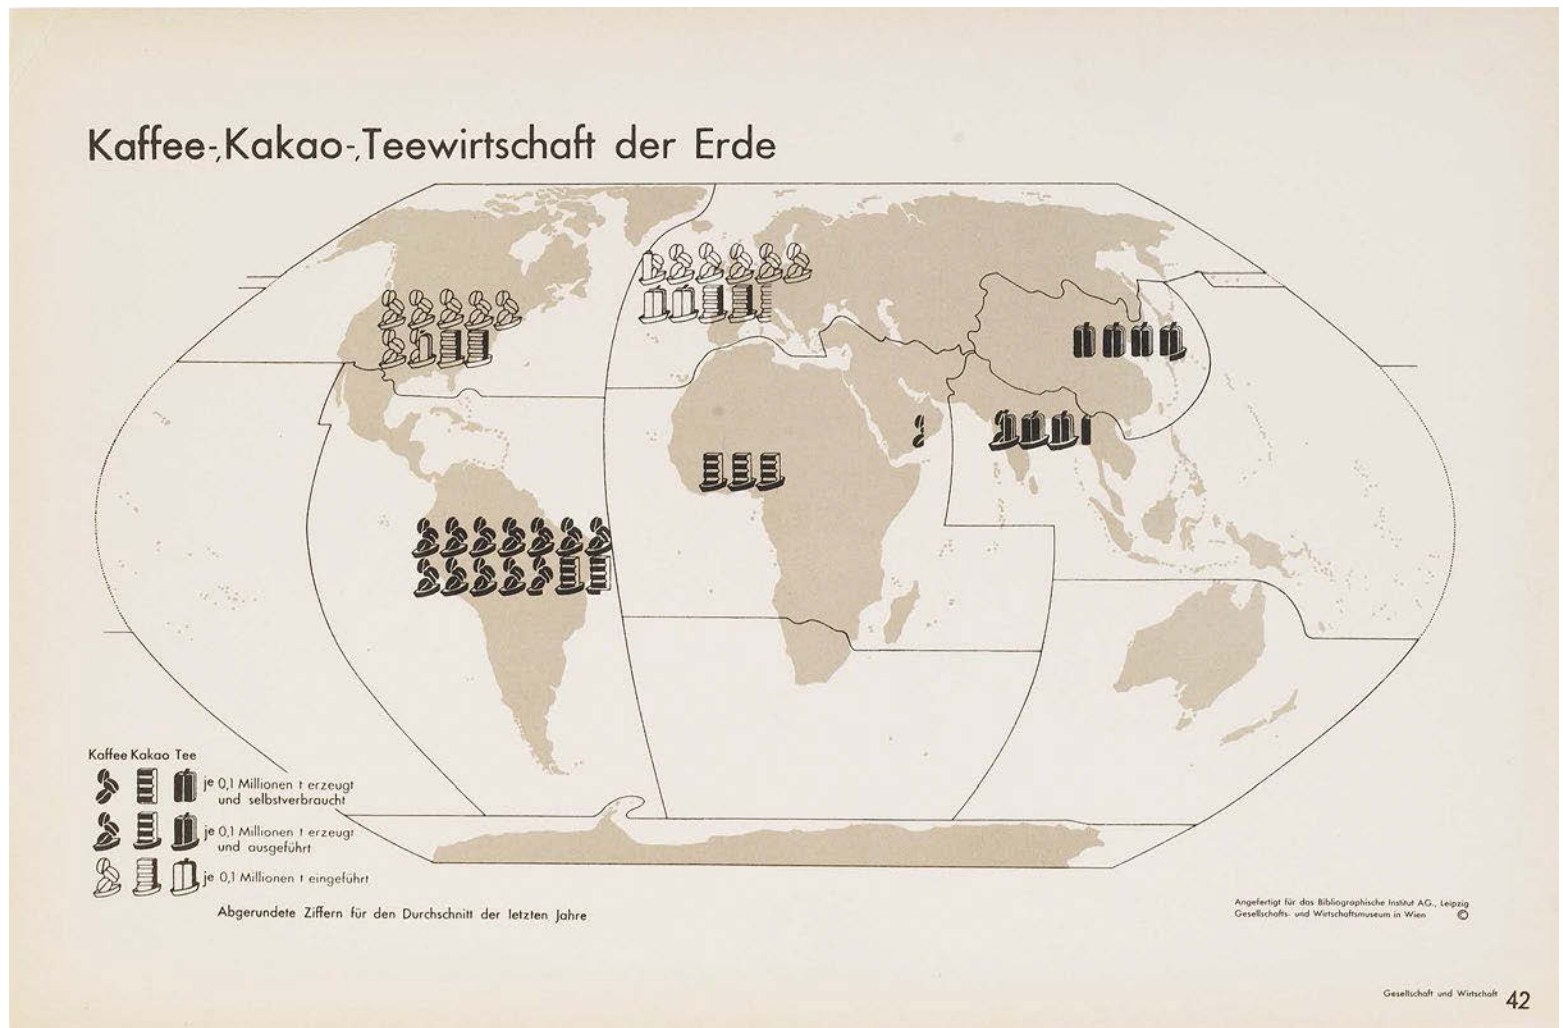 Kaffee-,Kakao-,Teewirtschaft der Erde
Kaffee Kakao Tee
je 0,1 Millionen t erzeugt
und selbstverbraucht
je 0,1 Millionen t erzeugt
und ausgeführt
je 0,1 Millionen t eingeführt
Abgerundete Ziffern für den Durchschnitt der letzten Jahre
Angefertigt für das Bibliographische Institut AG., Leipzig
Gesellschafts- und Wirtschaftsmuseum in Wien ©
Gesellschaft und Wirtschaft 42